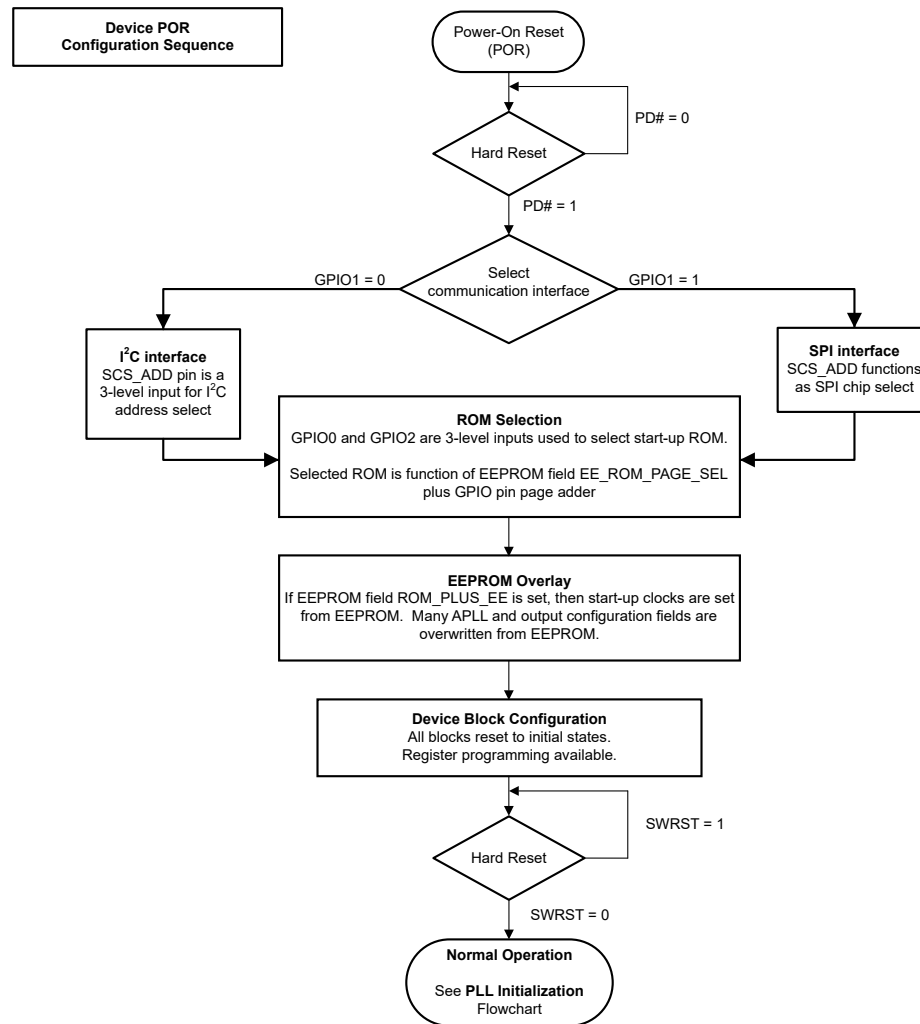 Device POR
Configuration Sequence
Power-On Reset
(POR)
PD# = 0
Hard Reset
PD# = 1
Select
communication interface
GPIO1 = 0
GPIO1 = 1
I²C interface
SCS_ADD pin is a
3-level input for I²C
address select
SPI interface
SCS_ADD functions
as SPI chip select
ROM Selection
GPIO0 and GPIO2 are 3-level inputs used to select start-up ROM.
Selected ROM is function of EEPROM field EE_ROM_PAGE_SEL
plus GPIO pin page adder
EEPROM Overlay
If EEPROM field ROM_PLUS_EE is set, then start-up clocks are set
from EEPROM. Many APLL and output configuration fields are
overwritten from EEPROM.
Device Block Configuration
All blocks reset to initial states.
Register programming available.
SWRST = 1
Hard Reset
SWRST = 0
Normal Operation
See PLL Initialization
Flowchart